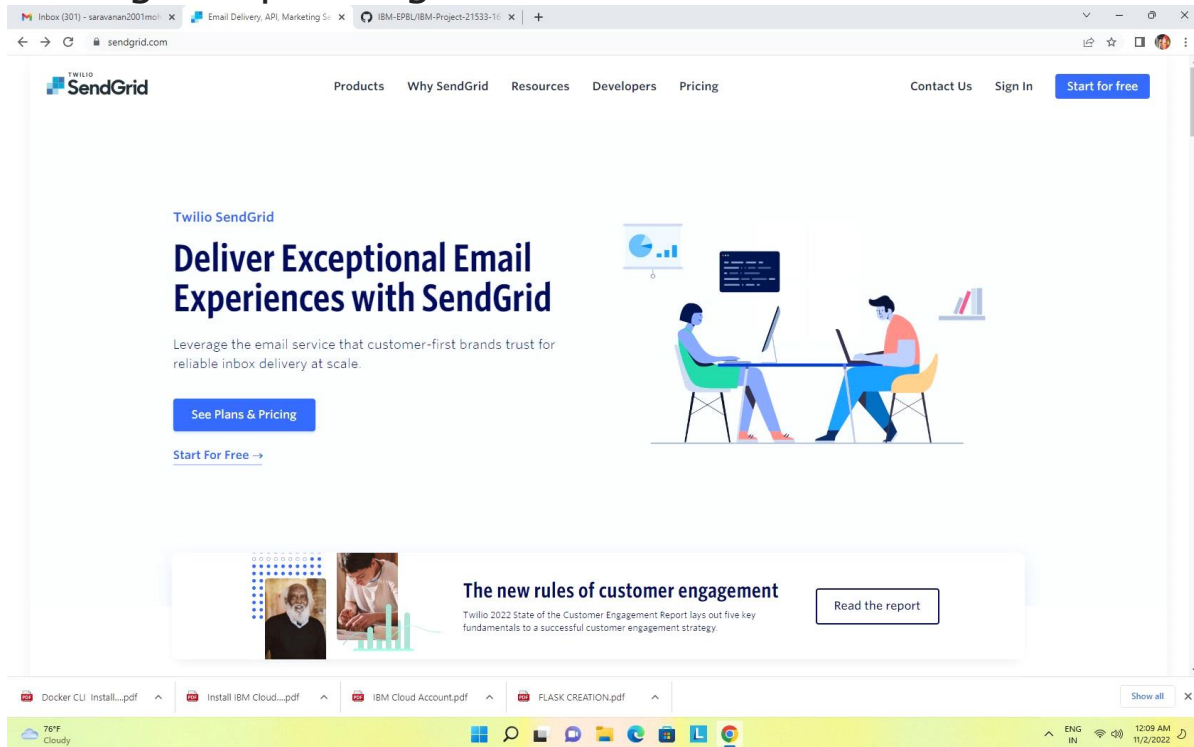 Inbox (301) - saravanan2001moh
Email Delivery, API, Marketing Se
IBM-EPBL/IBM-Project-21533-16
sendgrid.com
TWILIO
SendGrid
Products
Why SendGrid
Resources
Developers
Pricing
Contact Us
Sign In
Start for free
Twilio SendGrid
Deliver Exceptional Email
Experiences with SendGrid
Leverage the email service that customer-first brands trust for
reliable inbox delivery at scale.
See Plans & Pricing
Start For Free →
The new rules of customer engagement
Twilio 2022 State of the Customer Engagement Report lays out five key
fundamentals to a successful customer engagement strategy.
Read the report
Docker CLI Install....pdf
Install IBM Cloud....pdf
IBM Cloud Account.pdf
FLASK CREATION.pdf
Show all
76°F
Cloudy
ENG
IN
12:09 AM
11/2/2022